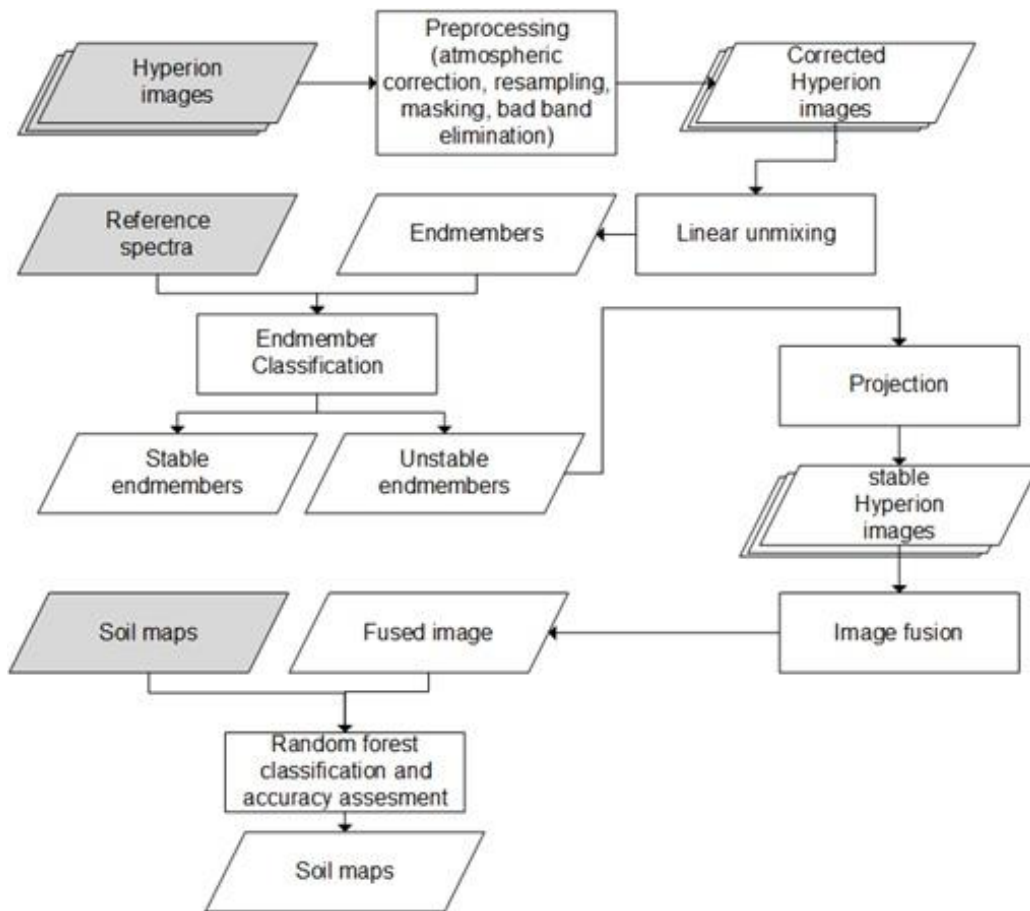 Hyperion
images
Preprocessing
(atmospheric
correction, resampling,
masking, bad band
elimination)
Corrected
Hyperion
images
Reference
spectra
Endmembers
Linear unmixing
Endmember
Classification
Projection
Stable
endmembers
Unstable
endmembers
stable
Hyperion
images
Soil maps
Fused image
Image fusion
Random forest
classification and
accuracy assesment
Soil maps